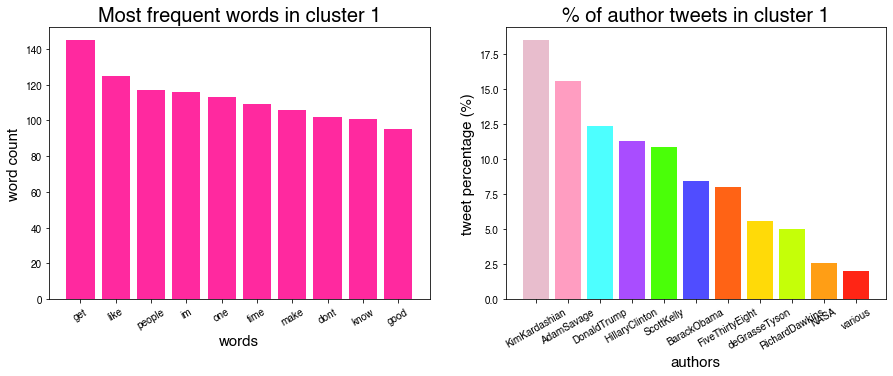 Most frequent words in cluster 1
word count
140
120
100
80
60
40
20
0
get
like
people
im
one
time
make
dont
know
good
words
% of author tweets in cluster 1
tweet percentage (%)
17.5
15.0
12.5
10.0
7.5
5.0
2.5
0.0
KimKardashian
AdamSavage
DonaldTrump
HillaryClinton
ScottKelly
BarackObama
FiveThirtyEight
deGrasseTyson
RichardDawkins
NASA
various
authors